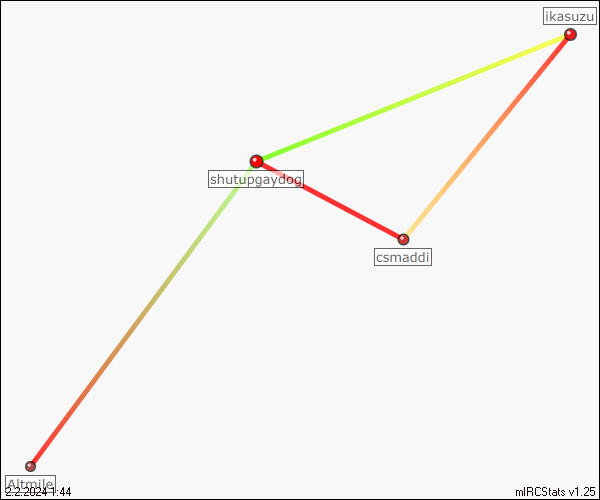 ikasuzu
shutupgaydog
csmaddi
Altmile
2.2.2024 1:44
mIRCStats v1.25